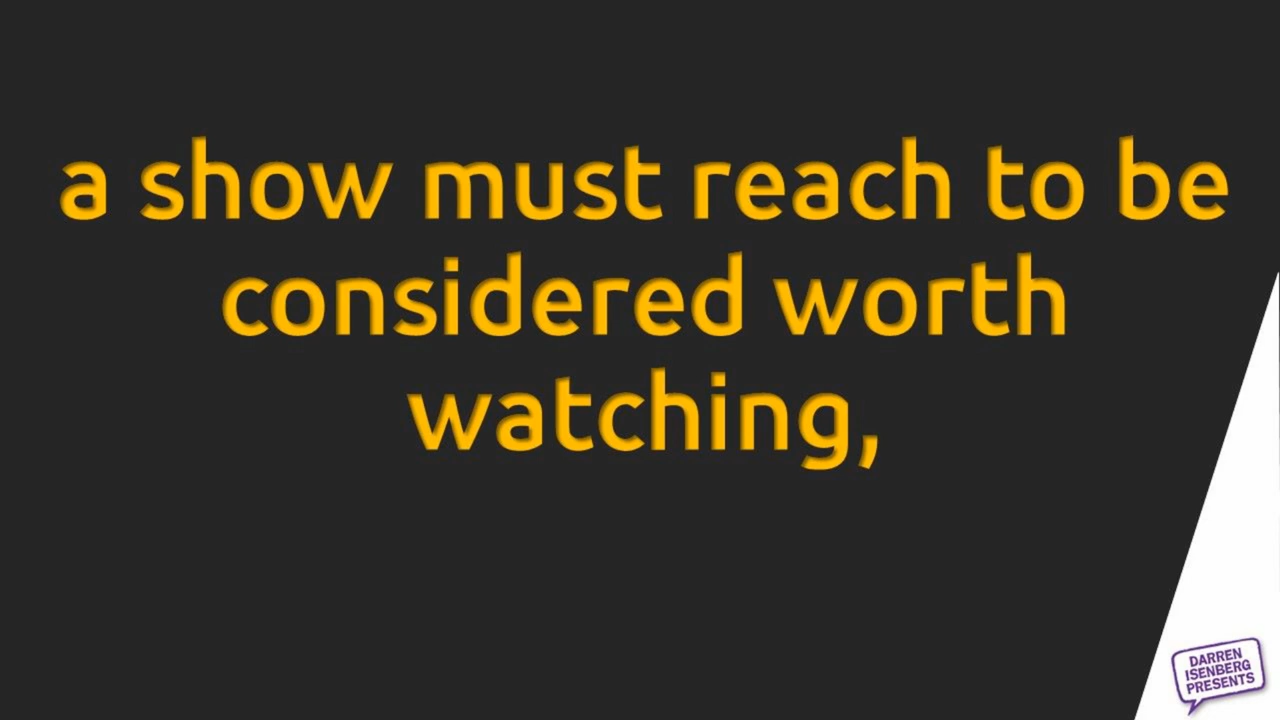 a show must reach to be
considered worth
watching,
DARREN
ISENBERG
PRESENTS